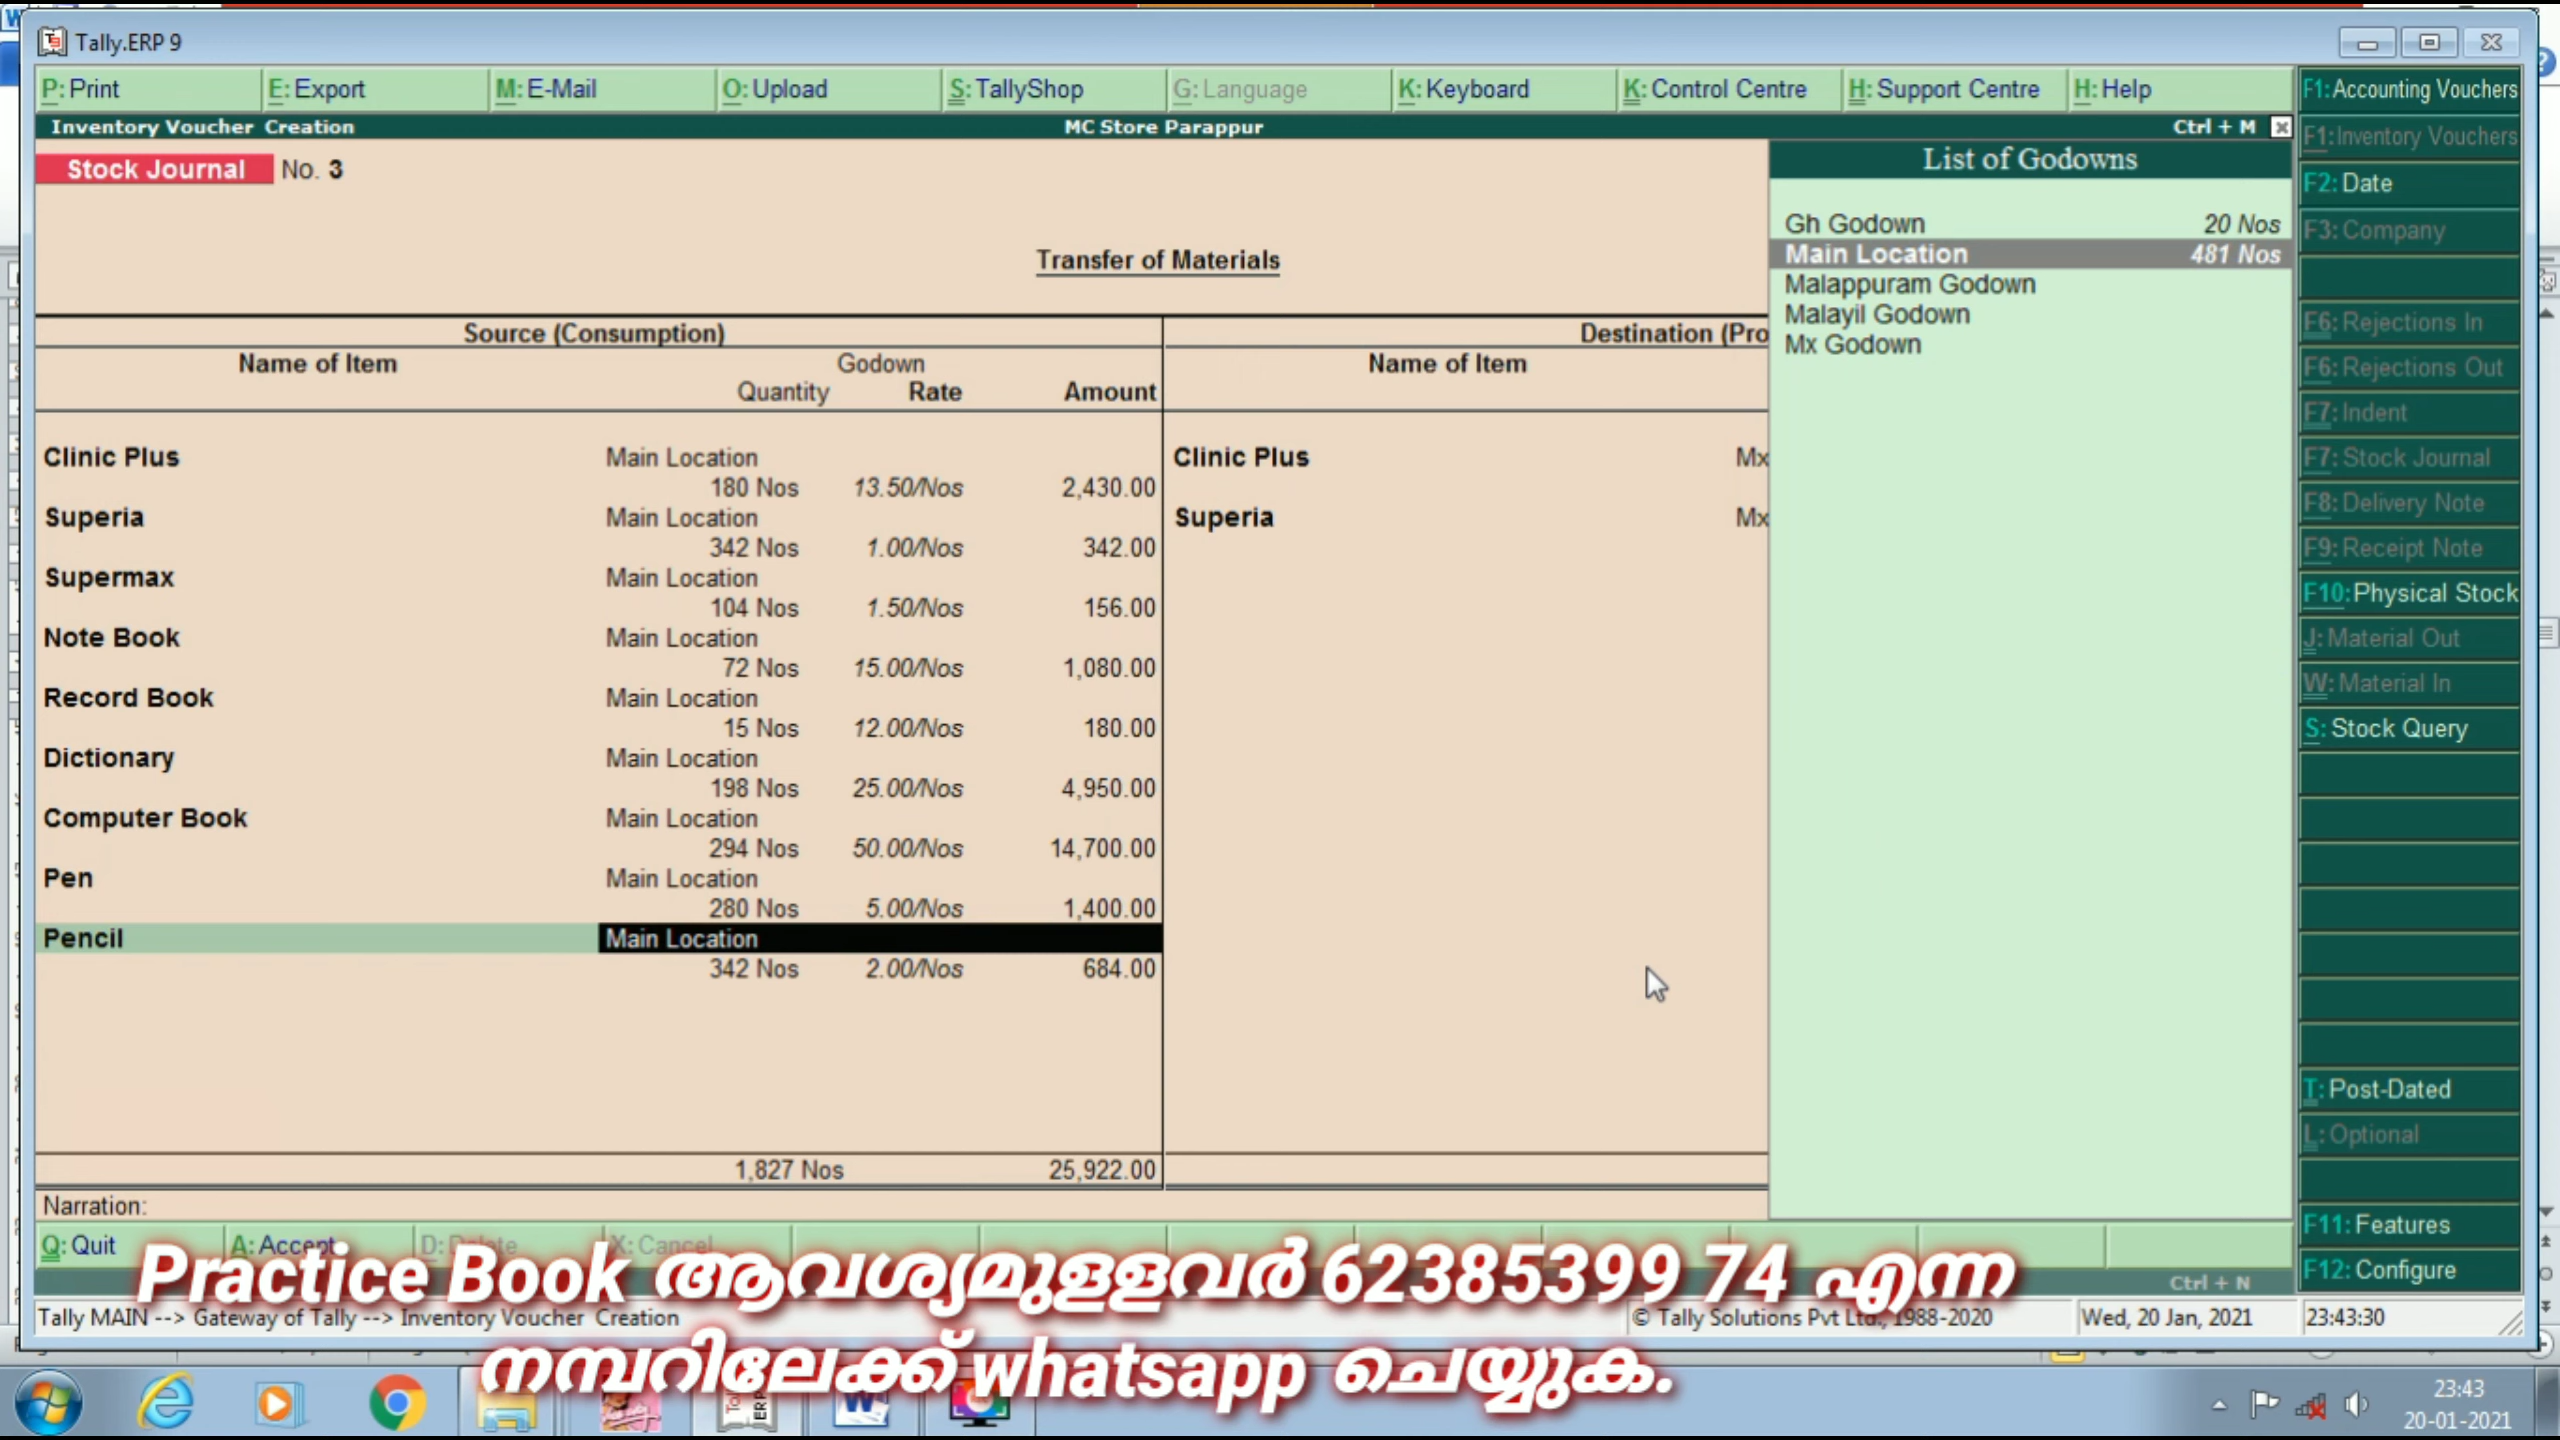 Tally.ERP 9
P: Print E: Export M: E-Mail O: Upload S: TallyShop G: Language K: Keyboard K: Control Centre H: Support Centre H: Help
Inventory Voucher Creation MC Store Parappur Ctrl + M
Stock Journal No. 3
Transfer of Materials
Source (Consumption) Destination (Pro
Name of Item Godown Name of Item
Quantity Rate Amount
Clinic Plus Main Location Clinic Plus Mx
180 Nos 13.50/Nos 2,430.00
Superia Main Location Superia Mx
342 Nos 1.00/Nos 342.00
Supermax Main Location
104 Nos 1.50/Nos 156.00
Note Book Main Location
72 Nos 15.00/Nos 1,080.00
Record Book Main Location
15 Nos 12.00/Nos 180.00
Dictionary Main Location
198 Nos 25.00/Nos 4,950.00
Computer Book Main Location
294 Nos 50.00/Nos 14,700.00
Pen Main Location
280 Nos 5.00/Nos 1,400.00
Pencil Main Location
342 Nos 2.00/Nos 684.00
1,827 Nos 25,922.00
Narration:
List of Godowns
Gh Godown 20 Nos
Main Location 481 Nos
Malappuram Godown
Malayil Godown
Mx Godown
F1: Accounting Vouchers
F1: Inventory Vouchers
F2: Date
F3: Company
F6: Rejections In
F6: Rejections Out
F7: Indent
F7: Stock Journal
F8: Delivery Note
F9: Receipt Note
F10: Physical Stock
J: Material Out
W: Material In
S: Stock Query
T: Post-Dated
L: Optional
F11: Features
F12: Configure
Q: Quit A: Accept D: Delete X: Cancel
Ctrl + N
Practice Book ആവശ്യമുള്ളവർ 62385399 74 എന്ന
Tally MAIN --> Gateway of Tally --> Inventory Voucher Creation © Tally Solutions Pvt Ltd., 1988-2020 Wed, 20 Jan, 2021 23:43:30
നമ്പറിലേക്ക് whatsapp ചെയ്യുക.
23:43
20-01-2021